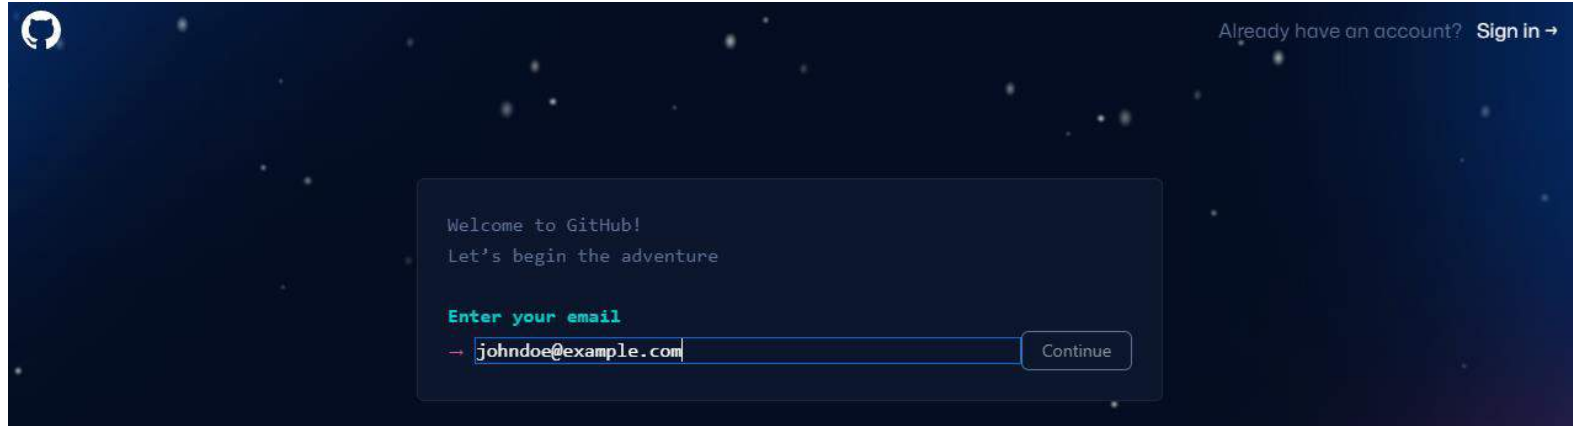 Already have an account? Sign in →
Welcome to GitHub!
Let’s begin the adventure
Enter your email
→ johndoe@example.com
Continue